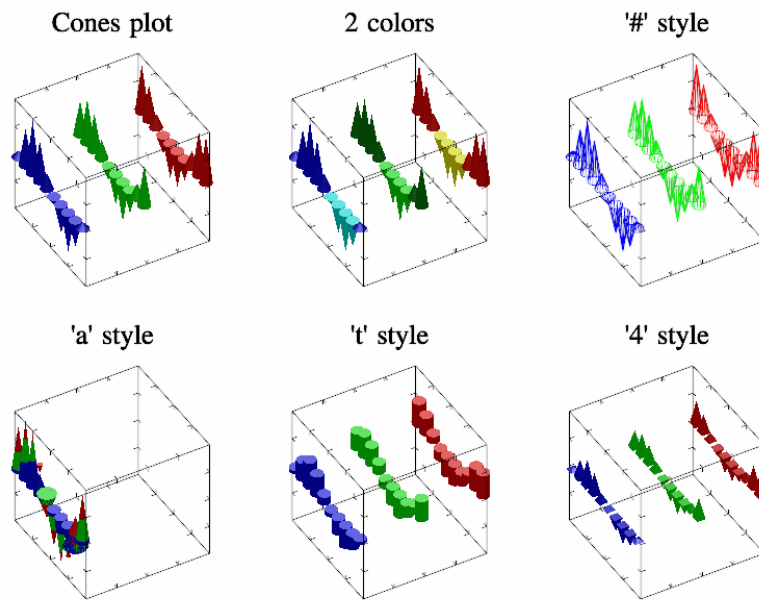 Cones plot
2 colors
'#' style
'a' style
't' style
'4' style